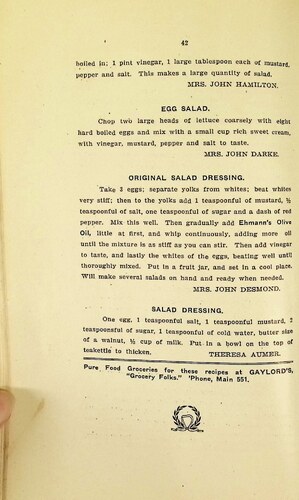 42
boiled in; 1 pint vinegar, 1 large tablespoon each of mustard,
pepper and salt. This makes a large quantity of salad.
MRS. JOHN HAMILTON.
EGG SALAD.
Chop two large heads of lettuce coarsely with eight
hard boiled eggs and mix with a small cup rich sweet cream,
with vinegar, mustard, pepper and salt to taste.
MRS. JOHN DARKE.
ORIGINAL SALAD DRESSING.
Take 3 eggs; separate yolks from whites; beat whites
very stiff; then to the yolks add 1 teaspoonful of mustard, ½
teaspoonful of salt, one teaspoonful of sugar and a dash of red
pepper. Mix this well. Then gradually add Ehmann's Olive
Oil, little at first, and whip continuously, adding more oil
until the mixture is as stiff as you can stir. Then add vinegar
to taste, and lastly the whites of the eggs, beating well until
thoroughly mixed. Put in a fruit jar, and set in a cool place.
Will make several salads on hand and ready when needed.
MRS. JOHN DESMOND.
SALAD DRESSING.
One egg, 1 teaspoonful salt, 1 teaspoonful mustard, 2
teaspoonsful of sugar, 1 teaspoonful of cold water, butter size
of a walnut, ½ cup of milk. Put in a bowl on the top of
teakettle to thicken. THERESA AUMER.
Pure Food Groceries for these recipes at GAYLORD'S,
"Grocery Folks." 'Phone, Main 551.